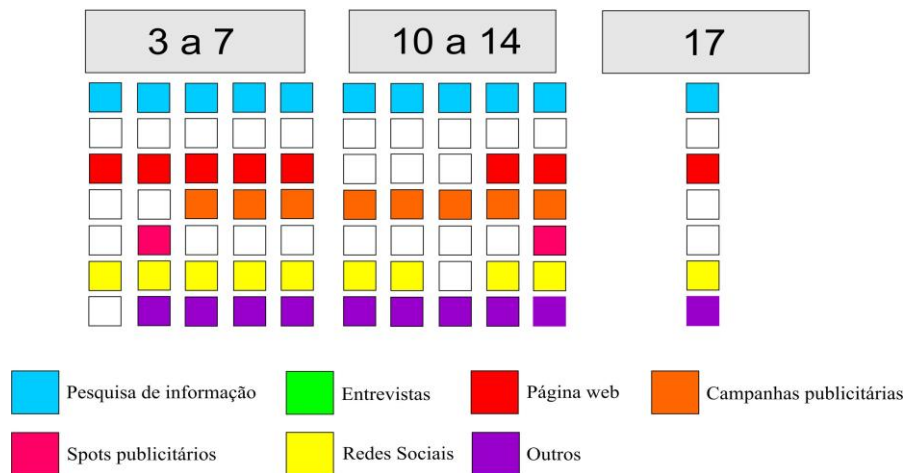 3 a 7
10 a 14
17
Pesquisa de informação
Entrevistas
Página web
Campanhas publicitárias
Spots publicitários
Redes Sociais
Outros